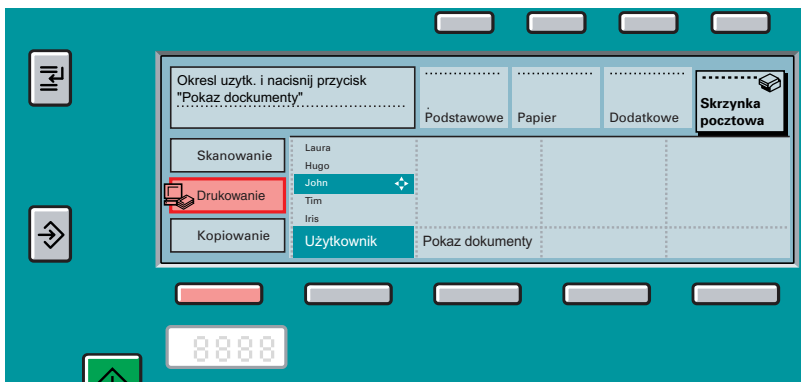 Okresl uzytk. i nacisnij przycisk
"Pokaz dockumenty"
Podstawowe
Papier
Dodatkowe
Skrzynka
pocztowa
Skanowanie
Drukowanie
Kopiowanie
Laura
Hugo
John
Tim
Iris
Użytkownik
Pokaz dokumenty
8888